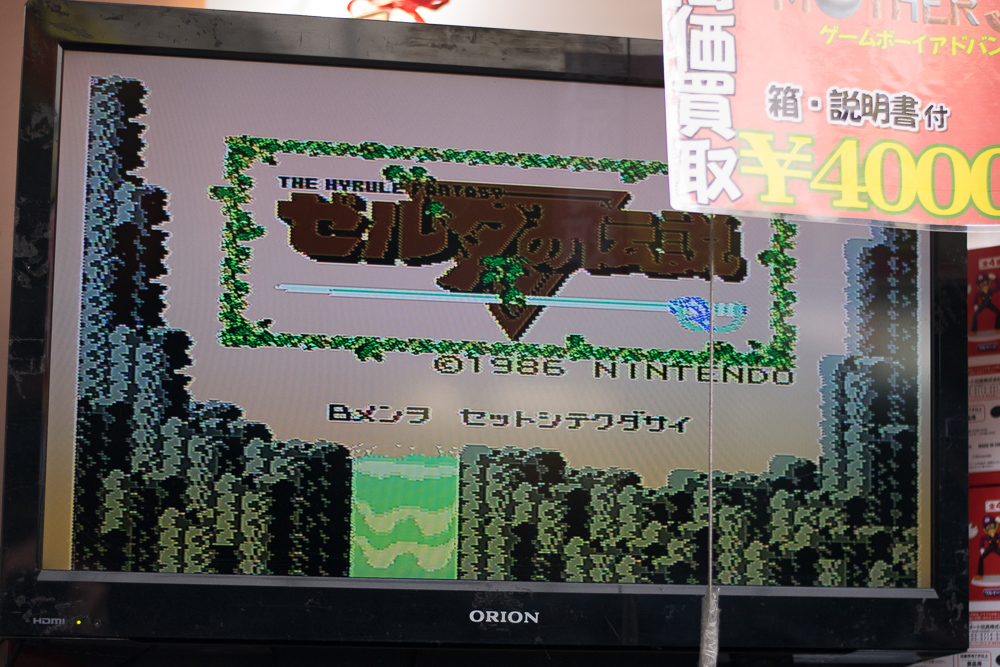 THE HYRULE FANTASY
ゼルダの伝説
©1986 NINTENDO
Bメンヲ セットシテクダサイ
HDMI
ORION
価買取
MOTHER
ゲームボーイアドバン
箱・説明書付
¥4000